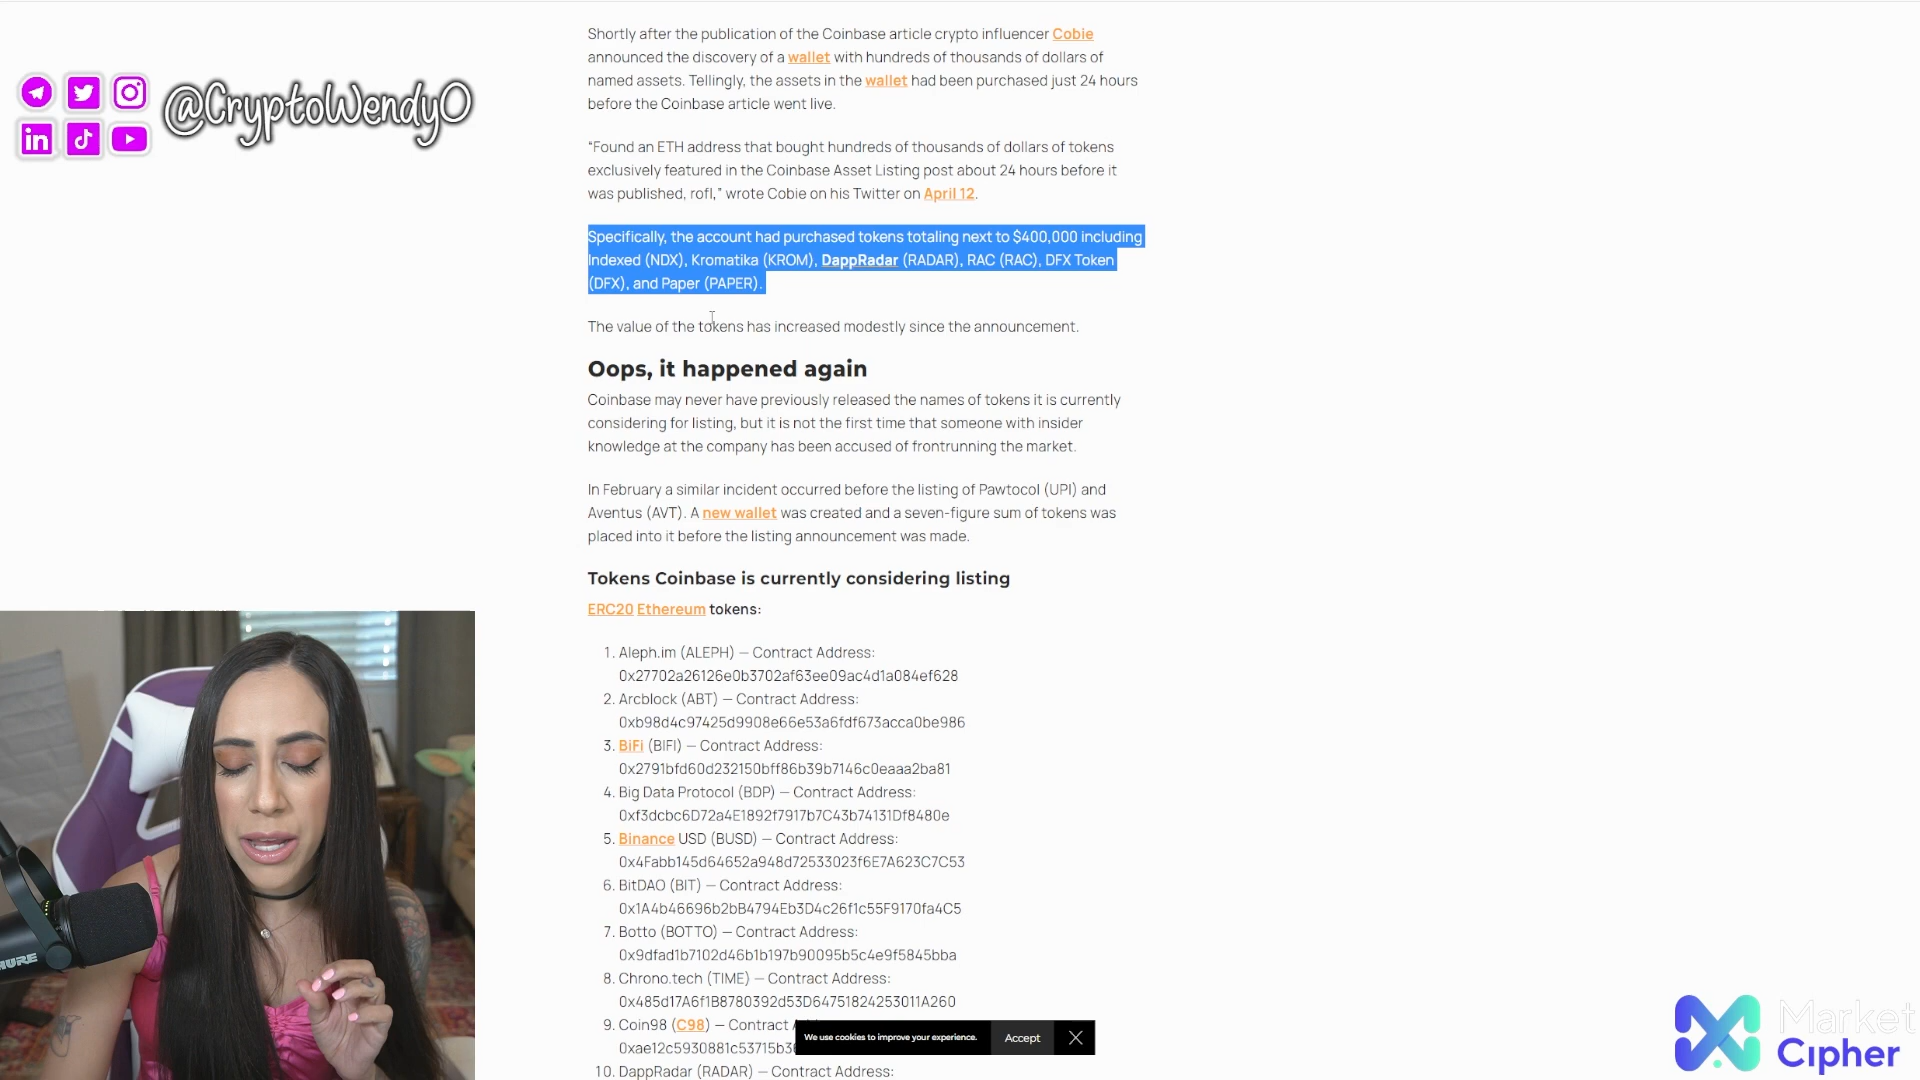 Shortly after the publication of the Coinbase article crypto influencer Cobie
announced the discovery of a wallet with hundreds of thousands of dollars of
named assets. Tellingly, the assets in the wallet had been purchased just 24 hours
before the Coinbase article went live.
@CryptoWendyO
“Found an ETH address that bought hundreds of thousands of dollars of tokens
exclusively featured in the Coinbase Asset Listing post about 24 hours before it
was published, rofl,” wrote Cobie on his Twitter on April 12.
Specifically, the account had purchased tokens totaling next to $400,000 including
Indexed (NDX), Kromatika (KROM), DappRadar (RADAR), RAC (RAC), DFX Token
(DFX), and Paper (PAPER).
The value of the tokens has increased modestly since the announcement.
Oops, it happened again
Coinbase may never have previously released the names of tokens it is currently
considering for listing, but it is not the first time that someone with insider
knowledge at the company has been accused of frontrunning the market.
In February a similar incident occurred before the listing of Pawtocol (UPI) and
Aventus (AVT). A new wallet was created and a seven-figure sum of tokens was
placed into it before the listing announcement was made.
Tokens Coinbase is currently considering listing
ERC20 Ethereum tokens:
1. Aleph.im (ALEPH) — Contract Address:
0x27702a26126e0b3702af63ee09ac4d1a084ef628
2. Arcblock (ABT) — Contract Address:
0xb98d4c97425d9908e66e53a6fdf673acca0be986
3. BiFi (BIFI) — Contract Address:
0x2791bfd60d232150bff86b39b7146c0eaaa2ba81
4. Big Data Protocol (BDP) — Contract Address:
0xf3dcbc6D72a4E1892f7917b7C43b74131Df8480e
5. Binance USD (BUSD) — Contract Address:
0x4Fabb145d64652a948d72533023f6E7A623C7C53
6. BitDAO (BIT) — Contract Address:
0x1A4b46696b2bB4794Eb3D4c26f1c55F9170fa4C5
7. Botto (BOTTO) — Contract Address:
0x9dfad1b7102d46b1b197b90095b5c4e9f5845bba
8. Chrono.tech (TIME) — Contract Address:
0x485d17A6f1B8780392d53D64751824253011A260
9. Coin98 (C98) — Contract
0xae12c5930881c53715b36
10. DappRadar (RADAR) — Contract Address:
We use cookies to improve your experience.
Accept
SHURE
Market
Cipher